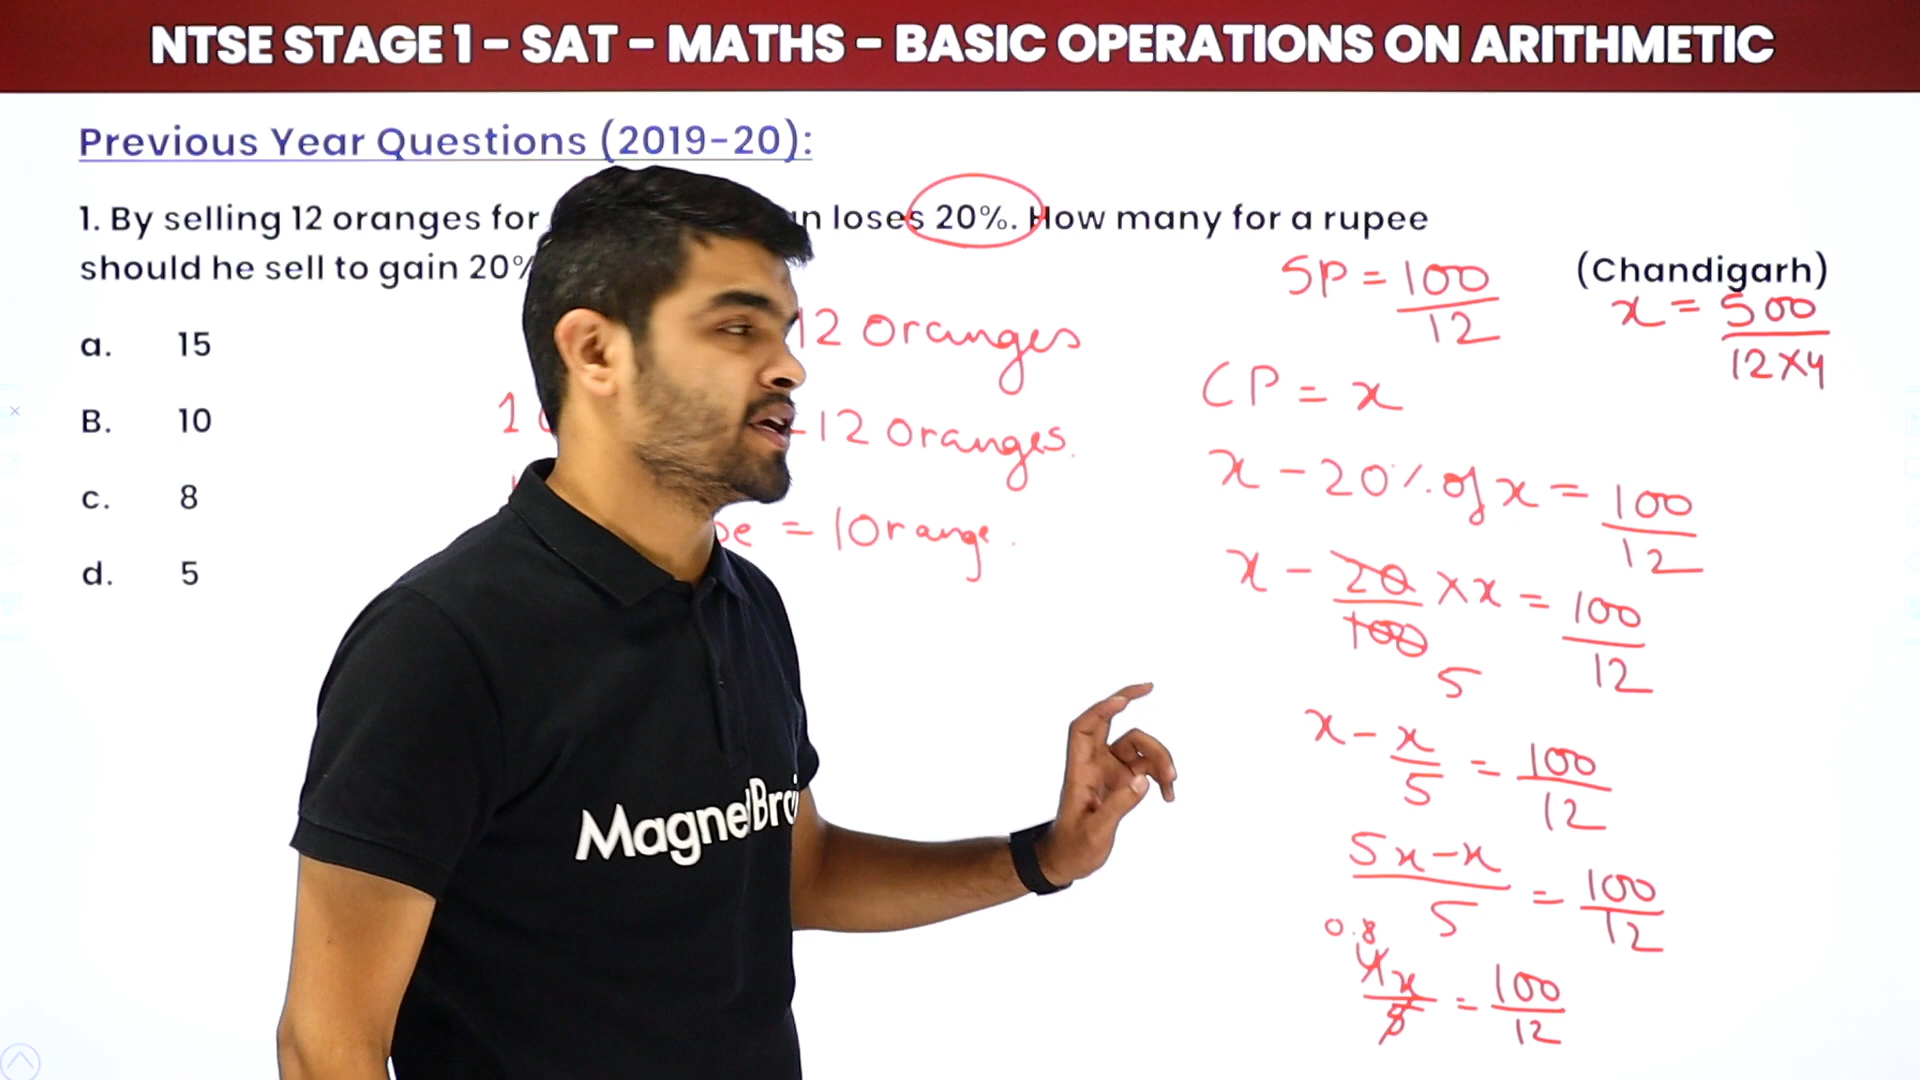 NTSE STAGE 1 – SAT – MATHS – BASIC OPERATIONS ON ARITHMETIC
Previous Year Questions (2019-20):
1. By selling 12 oranges for loses 20%. How many for a rupee
should he sell to gain 20%
(Chandigarh)
a. 15
B. 10
c. 8
d. 5
12 Oranges
1 - 12 Oranges.
= 1 Orange.
SP = 100/12
x = 500/12×4
CP = x
x - 20% of x = 100/12
x - 20/100 × x = 100/12
5
x - x/5 = 100/12
5x-x/5 = 100/12
0.8
4x/5 = 100/12
MagnetBrai